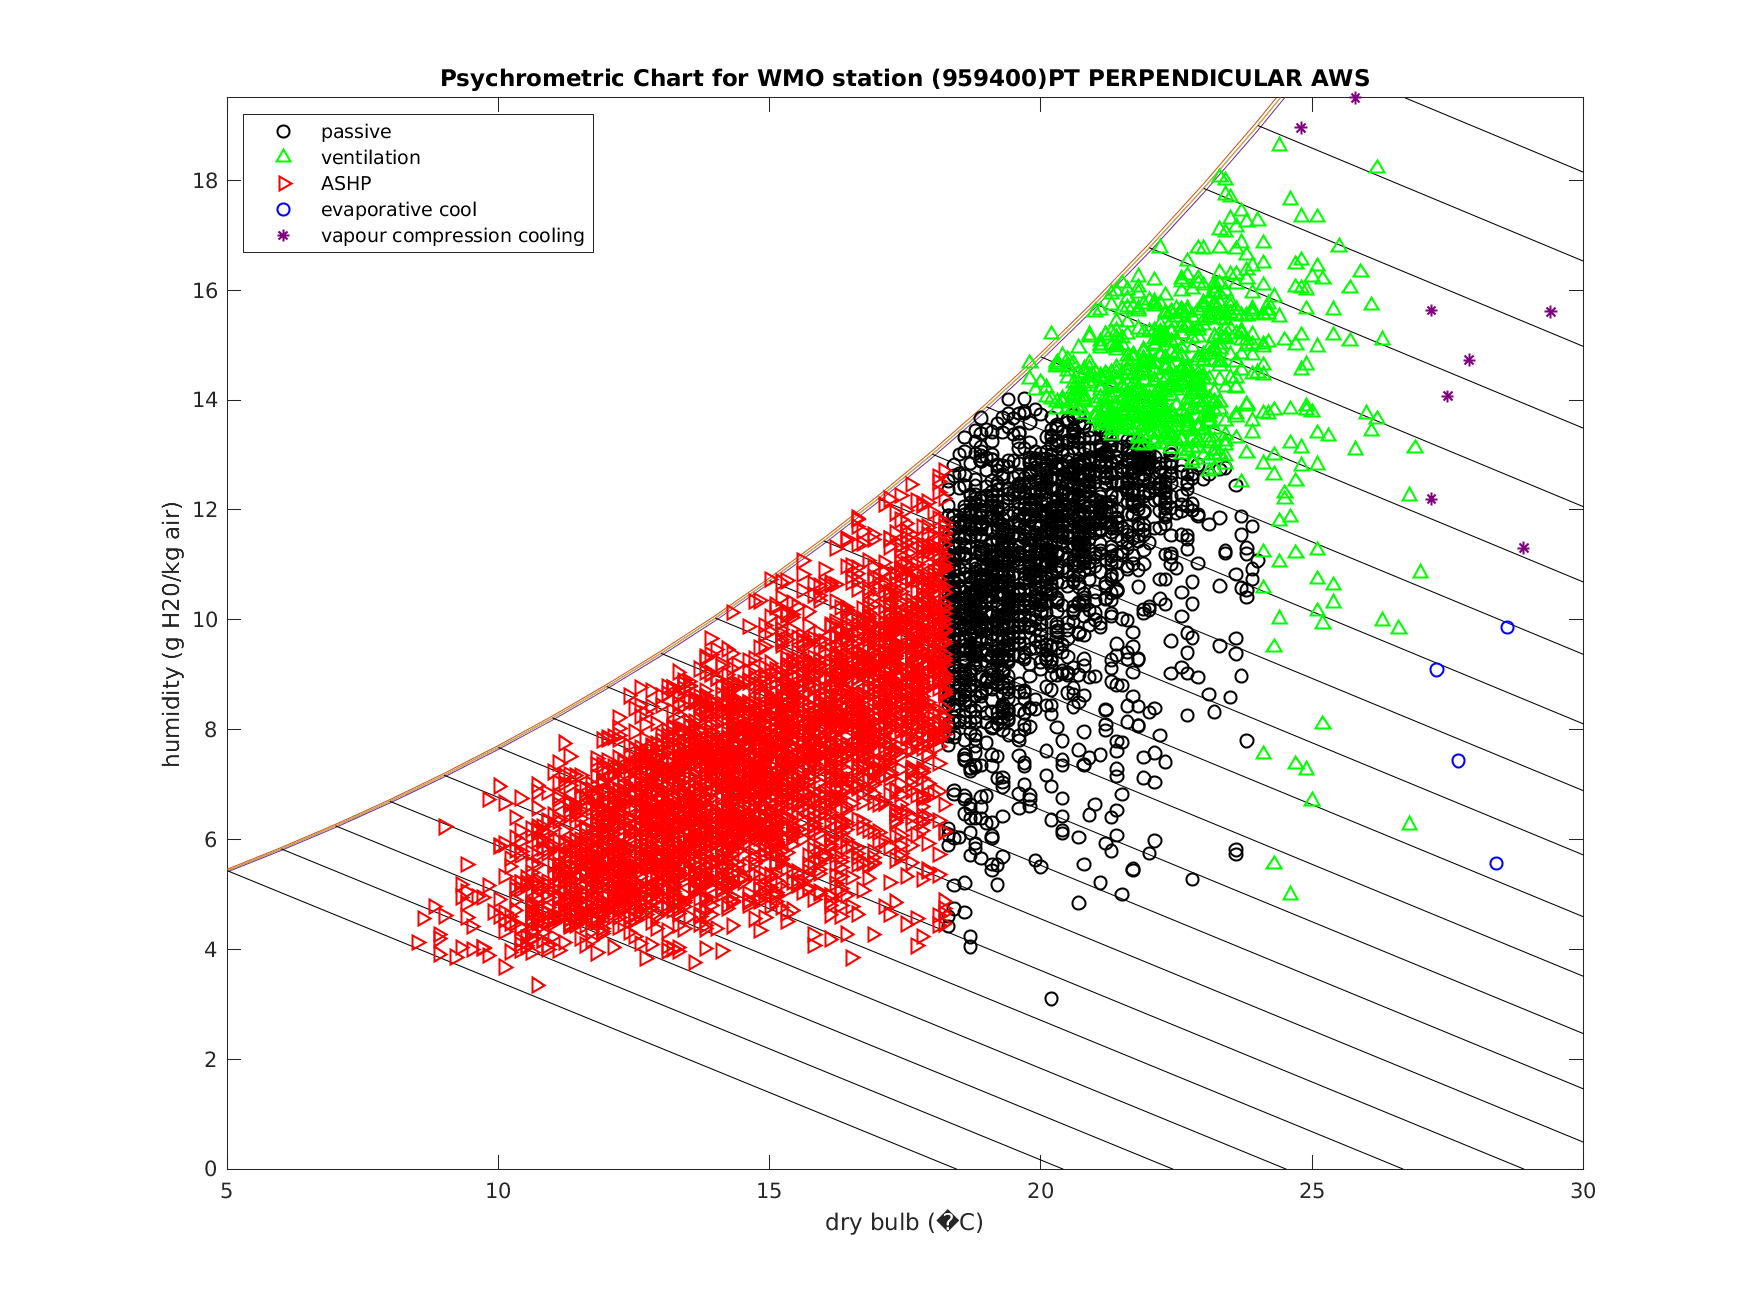 Psychrometric Chart for WMO station (959400)PT PERPENDICULAR AWS
passive
ventilation
ASHP
evaporative cool
vapour compression cooling
humidity (g H20/kg air)
18
16
14
12
10
8
6
4
2
0
5 10 15 20 25 30
dry bulb (�C)